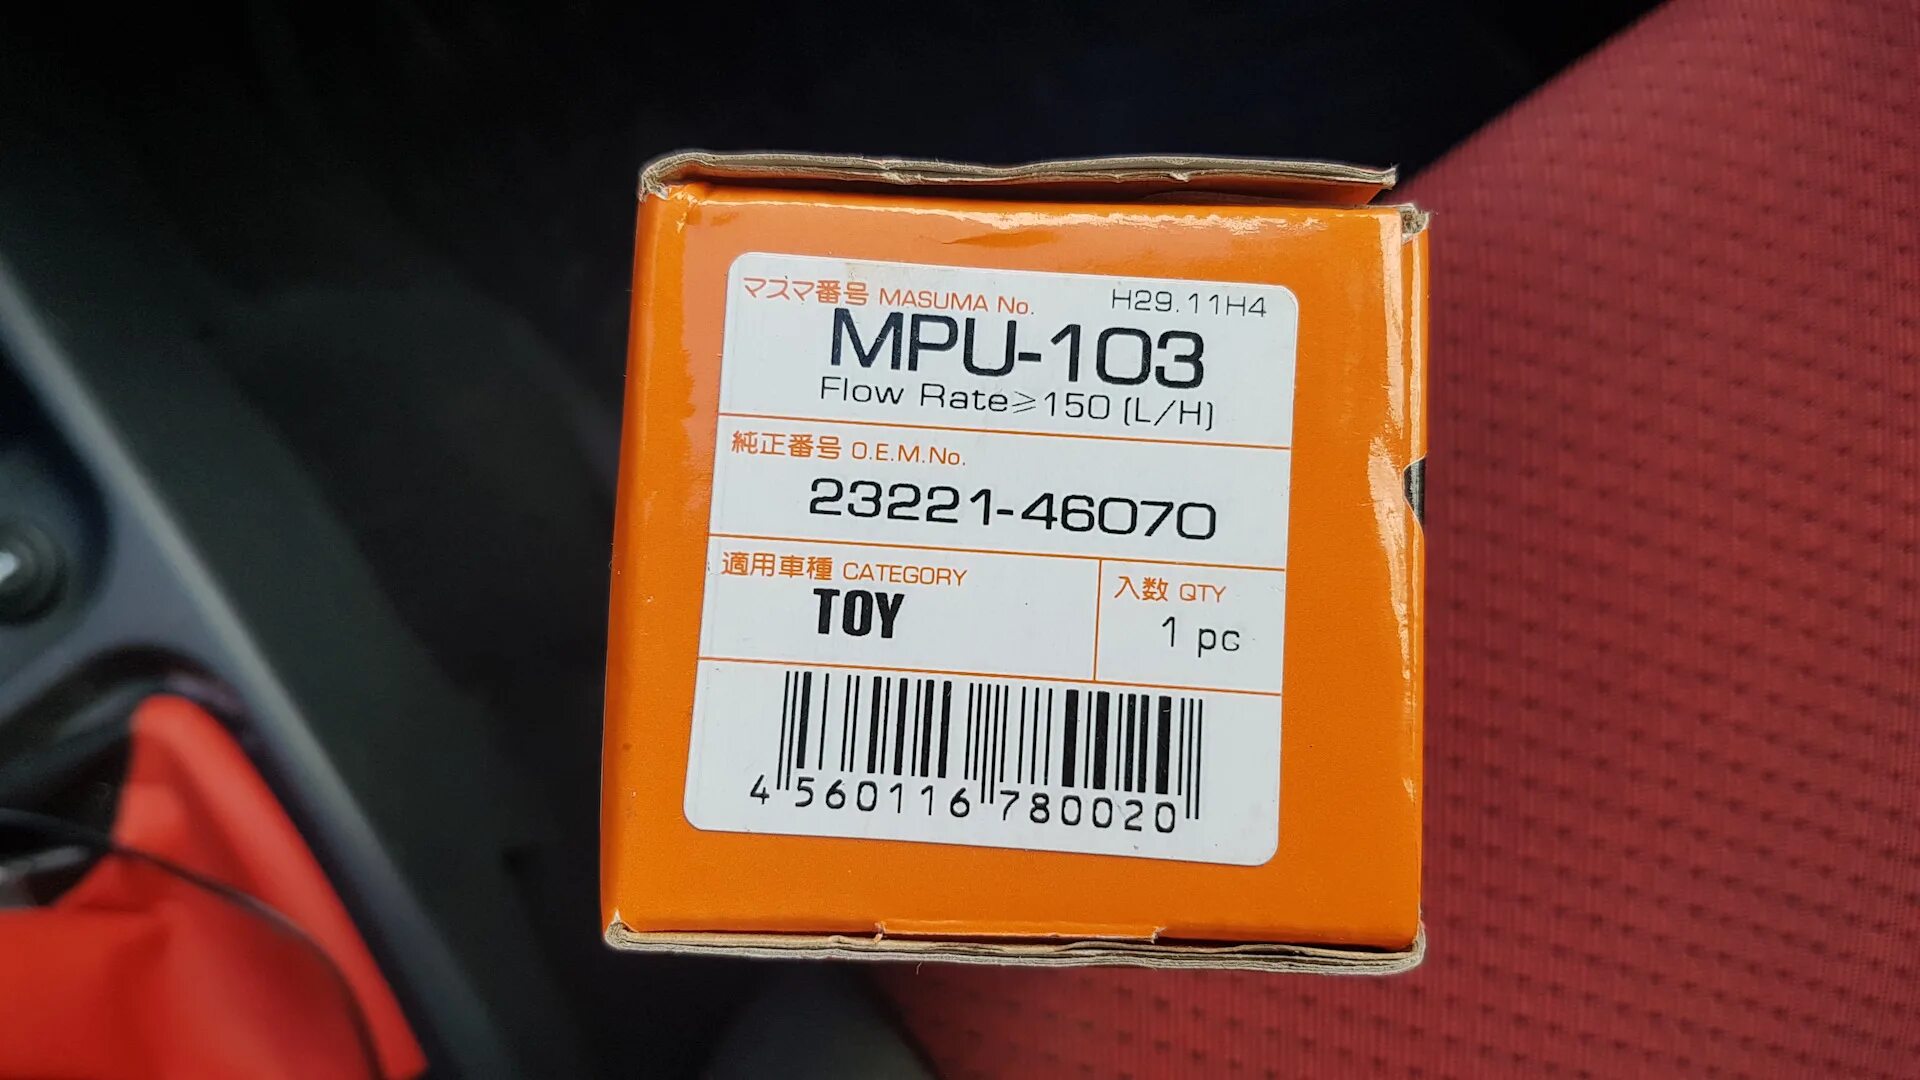 マスマ番号 MASUMA No. H29.11H4
MPU-103
Flow Rate≥150 (L/H)
純正番号 O.E.M.No.
23221-46070
適用車種 CATEGORY
TOY
入数 QTY
1 pc
4 560116 780020